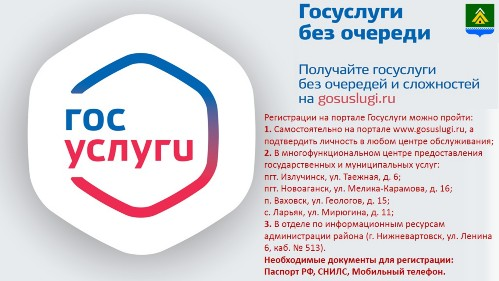 гос
услуги
Госуслуги
без очереди
Получайте госуслуги
без очередей и сложностей
на gosuslugi.ru
Регистрации на портале Госуслуги можно пройти:
1. Самостоятельно на портале www.gosuslugi.ru, а
подтвердить личность в любом центре обслуживания;
2. В многофункциональном центре предоставления
государственных и муниципальных услуг:
пгт. Излучинск, ул. Таежная, д. 6;
пгт. Новоаганск, ул. Мелика-Карамова, д. 16;
п. Ваховск, ул. Геологов, д. 15;
с. Ларьяк, ул. Мирюгина, д. 11;
3. В отделе по информационным ресурсам
администрации района (г. Нижневартовск, ул. Ленина
6, каб. № 513).
Необходимые документы для регистрации:
Паспорт РФ, СНИЛС, Мобильный телефон.